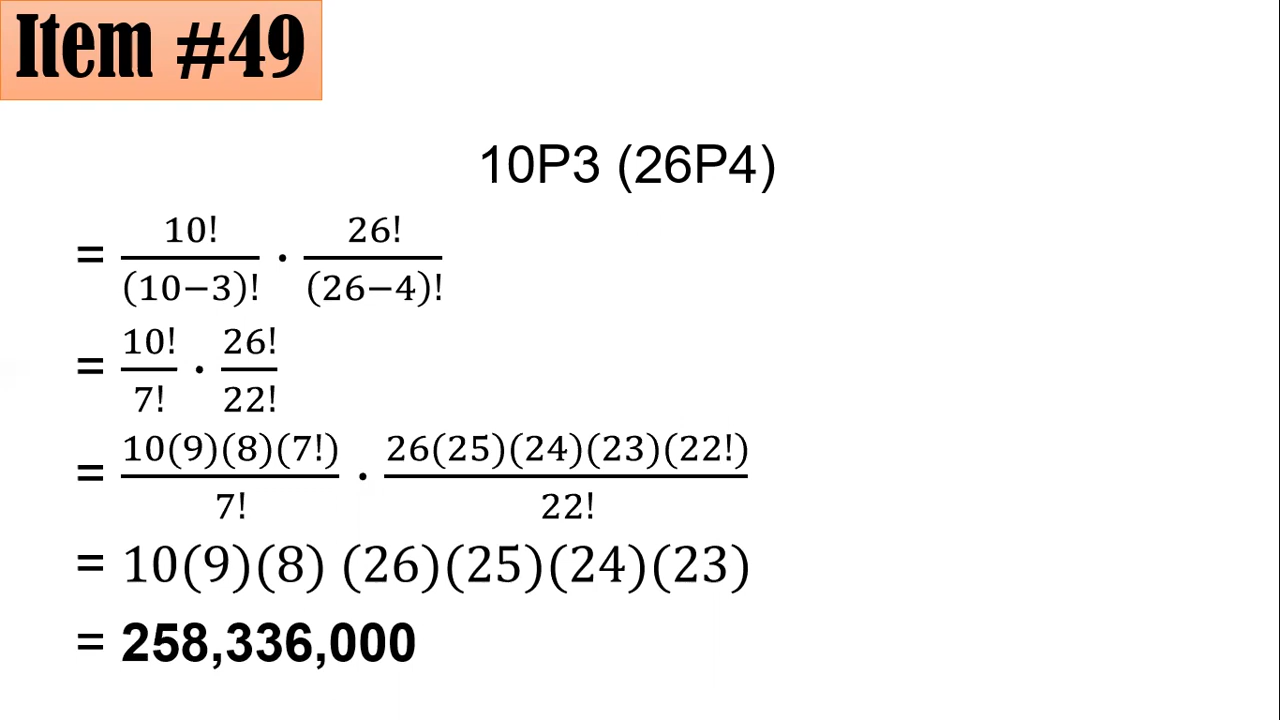 Item #49
10P3 (26P4)
= 10!/(10−3)! · 26!/(26−4)!
= 10!/7! · 26!/22!
= 10(9)(8)(7!)/7! · 26(25)(24)(23)(22!)/22!
= 10(9)(8) (26)(25)(24)(23)
= 258,336,000